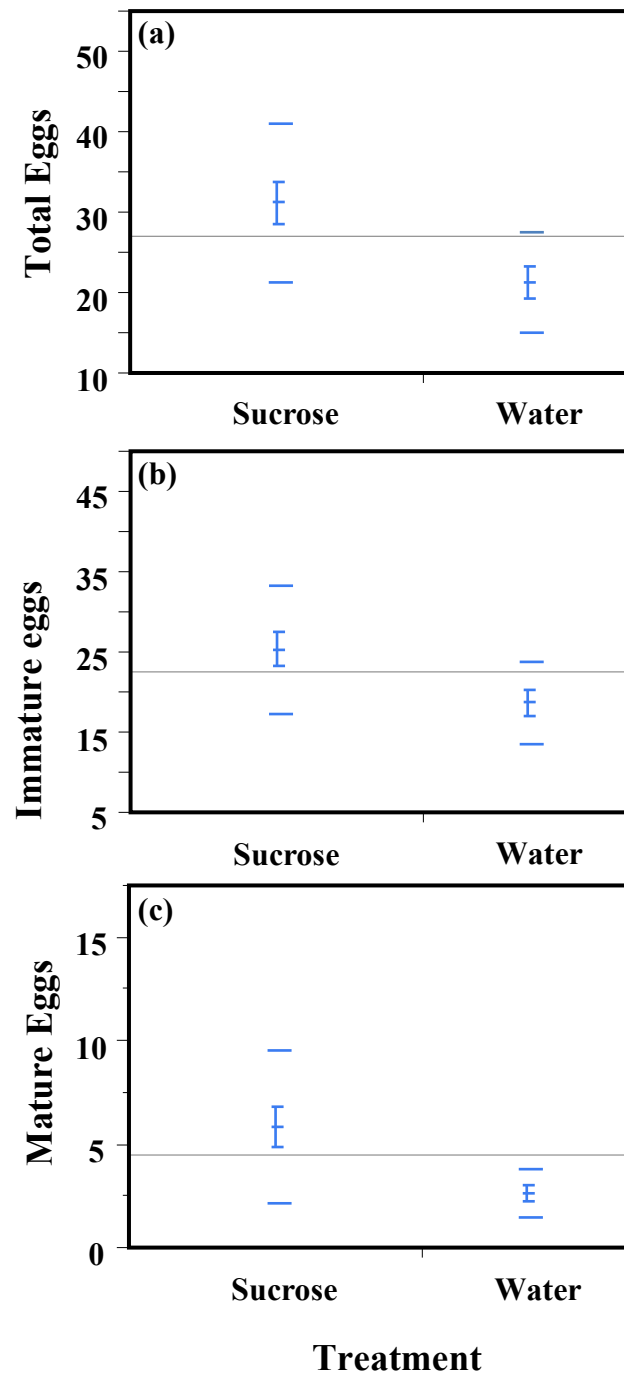 (a)
Total Eggs
50
40
30
20
10
Sucrose Water
(b)
Immature eggs
45
35
25
15
5
Sucrose Water
(c)
Mature Eggs
15
10
5
0
Sucrose Water
Treatment